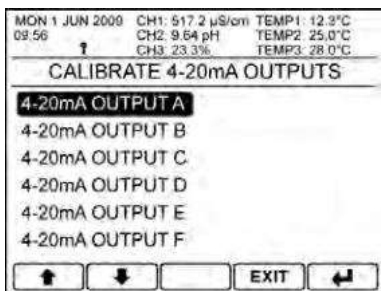 MON 1 JUN 2009 CH1: 517.2 µS/cm TEMP1: 12.3°C
09:56 CH2: 9.64 pH TEMP2: 25.0°C
CH3: 23.3% TEMP3: 28.0°C
CALIBRATE 4-20mA OUTPUTS
4-20mA OUTPUT A
4-20mA OUTPUT B
4-20mA OUTPUT C
4-20mA OUTPUT D
4-20mA OUTPUT E
4-20mA OUTPUT F
EXIT